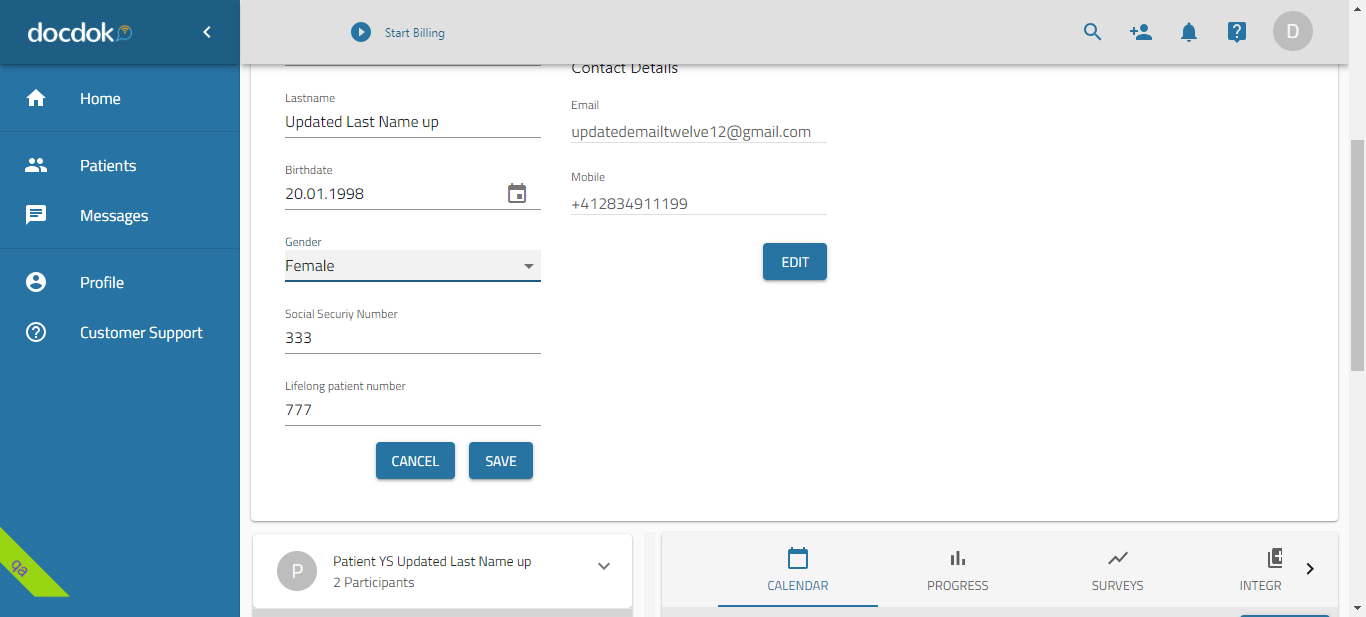 docdok
Start Billing
D
Home
Patients
Messages
Profile
Customer Support
qa
Lastname
Updated Last Name up
Birthdate
20.01.1998
Gender
Female
Social Securiy Number
333
Lifelong patient number
777
CANCEL
SAVE
Contact Details
Email
updatedemailtwelve12@gmail.com
Mobile
+412834911199
EDIT
P
Patient YS Updated Last Name up
2 Participants
CALENDAR
PROGRESS
SURVEYS
INTEGR